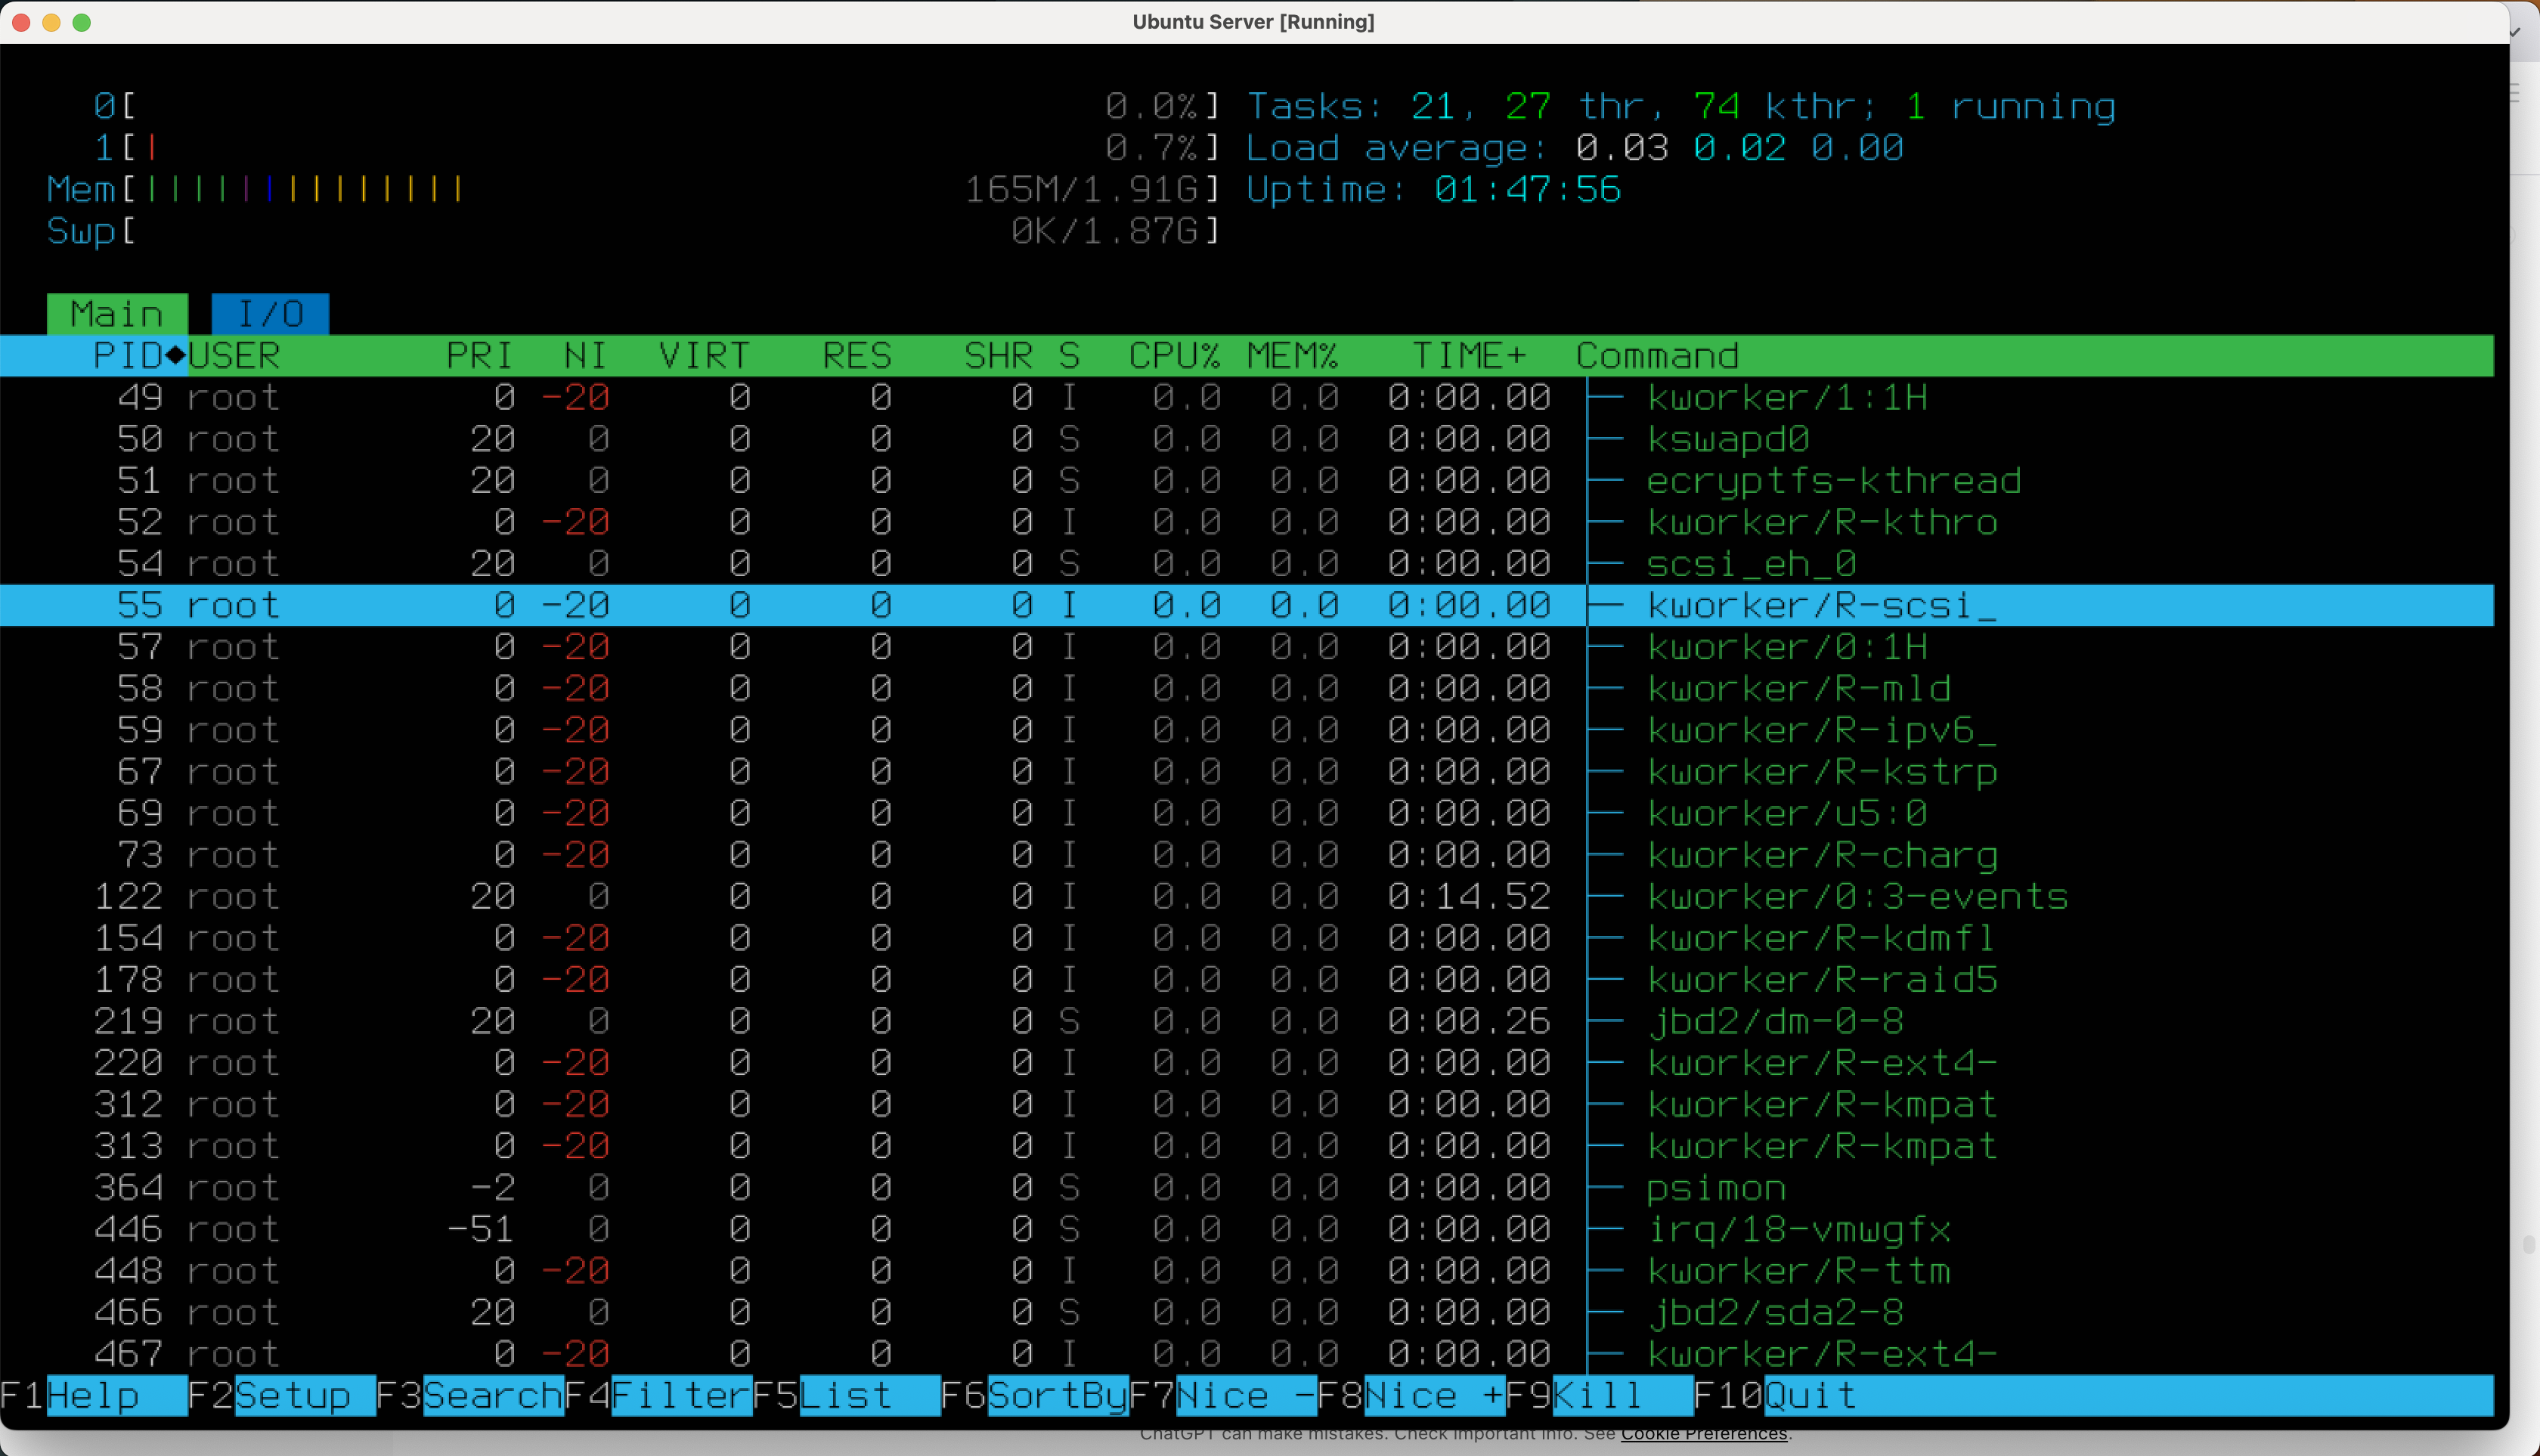 Ubuntu Server [Running]
0[ 0.0%] Tasks: 21, 27 thr, 74 kthr; 1 running
1[| 0.7%] Load average: 0.03 0.02 0.00
Mem[|||||||||||||| 165M/1.91G] Uptime: 01:47:56
Swp[ 0K/1.87G]
Main I/O
PID◆USER PRI NI VIRT RES SHR S CPU% MEM% TIME+ Command
49 root 0 -20 0 0 0 I 0.0 0.0 0:00.00 ├─ kworker/1:1H
50 root 20 0 0 0 0 S 0.0 0.0 0:00.00 ├─ kswapd0
51 root 20 0 0 0 0 S 0.0 0.0 0:00.00 ├─ ecryptfs-kthread
52 root 0 -20 0 0 0 I 0.0 0.0 0:00.00 ├─ kworker/R-kthro
54 root 20 0 0 0 0 S 0.0 0.0 0:00.00 ├─ scsi_eh_0
55 root 0 -20 0 0 0 I 0.0 0.0 0:00.00 ├─ kworker/R-scsi_
57 root 0 -20 0 0 0 I 0.0 0.0 0:00.00 ├─ kworker/0:1H
58 root 0 -20 0 0 0 I 0.0 0.0 0:00.00 ├─ kworker/R-mld
59 root 0 -20 0 0 0 I 0.0 0.0 0:00.00 ├─ kworker/R-ipv6_
67 root 0 -20 0 0 0 I 0.0 0.0 0:00.00 ├─ kworker/R-kstrp
69 root 0 -20 0 0 0 I 0.0 0.0 0:00.00 ├─ kworker/u5:0
73 root 0 -20 0 0 0 I 0.0 0.0 0:00.00 ├─ kworker/R-charg
122 root 20 0 0 0 0 I 0.0 0.0 0:14.52 ├─ kworker/0:3-events
154 root 0 -20 0 0 0 I 0.0 0.0 0:00.00 ├─ kworker/R-kdmfl
178 root 0 -20 0 0 0 I 0.0 0.0 0:00.00 ├─ kworker/R-raid5
219 root 20 0 0 0 0 S 0.0 0.0 0:00.26 ├─ jbd2/dm-0-8
220 root 0 -20 0 0 0 I 0.0 0.0 0:00.00 ├─ kworker/R-ext4-
312 root 0 -20 0 0 0 I 0.0 0.0 0:00.00 ├─ kworker/R-kmpat
313 root 0 -20 0 0 0 I 0.0 0.0 0:00.00 ├─ kworker/R-kmpat
364 root -2 0 0 0 0 S 0.0 0.0 0:00.00 ├─ psimon
446 root -51 0 0 0 0 S 0.0 0.0 0:00.00 ├─ irq/18-vmwgfx
448 root 0 -20 0 0 0 I 0.0 0.0 0:00.00 ├─ kworker/R-ttm
466 root 20 0 0 0 0 S 0.0 0.0 0:00.00 ├─ jbd2/sda2-8
467 root 0 -20 0 0 0 I 0.0 0.0 0:00.00 ├─ kworker/R-ext4-
F1Help F2Setup F3SearchF4FilterF5List F6SortByF7Nice -F8Nice +F9Kill F10Quit
ChatGPT can make mistakes. Check important info. See Cookie Preferences.